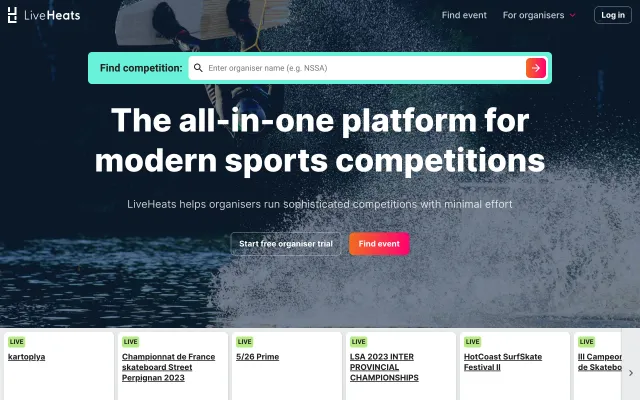 LiveHeats
Find event
For organisers
Log in
Find competition:
Enter organiser name (e.g. NSSA)
The all-in-one platform for
modern sports competitions
LiveHeats helps organisers run sophisticated competitions with minimal effort
Start free organiser trial
Find event
LIVE
kartoplya
LIVE
Championnat de France
skateboard Street
Perpignan 2023
LIVE
5/26 Prime
LIVE
LSA 2023 INTER
PROVINCIAL
CHAMPIONSHIPS
LIVE
HotCoast SurfSkate
Festival II
LIVE
III Campeon
de Skatebo